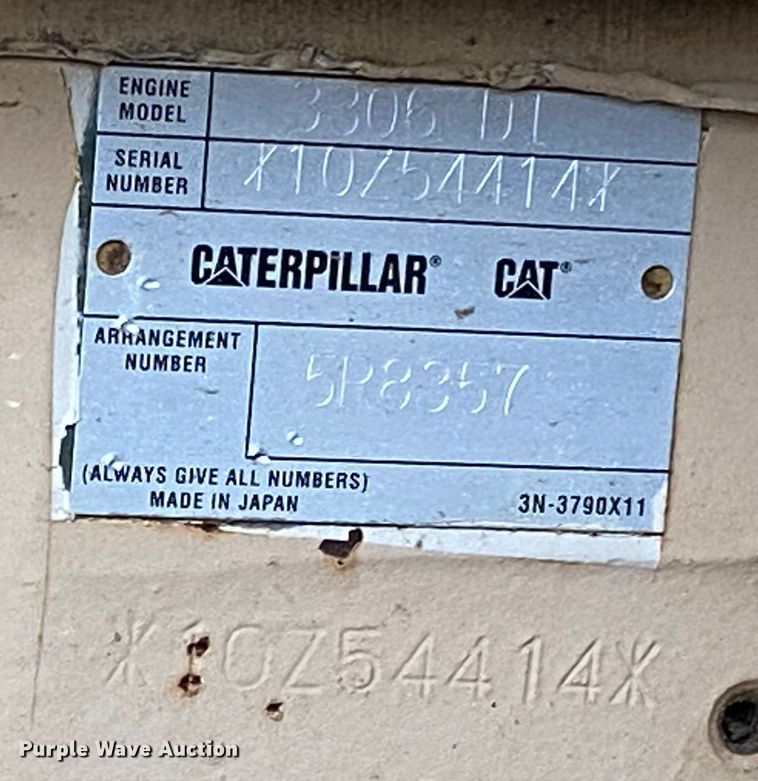 ENGINE MODEL 3306 DI
SERIAL NUMBER X10Z54414X
CATERPILLAR® CAT®
ARRANGEMENT NUMBER 5R8357
(ALWAYS GIVE ALL NUMBERS)
MADE IN JAPAN 3N-3790X11
X10Z54414X
Purple Wave Auction